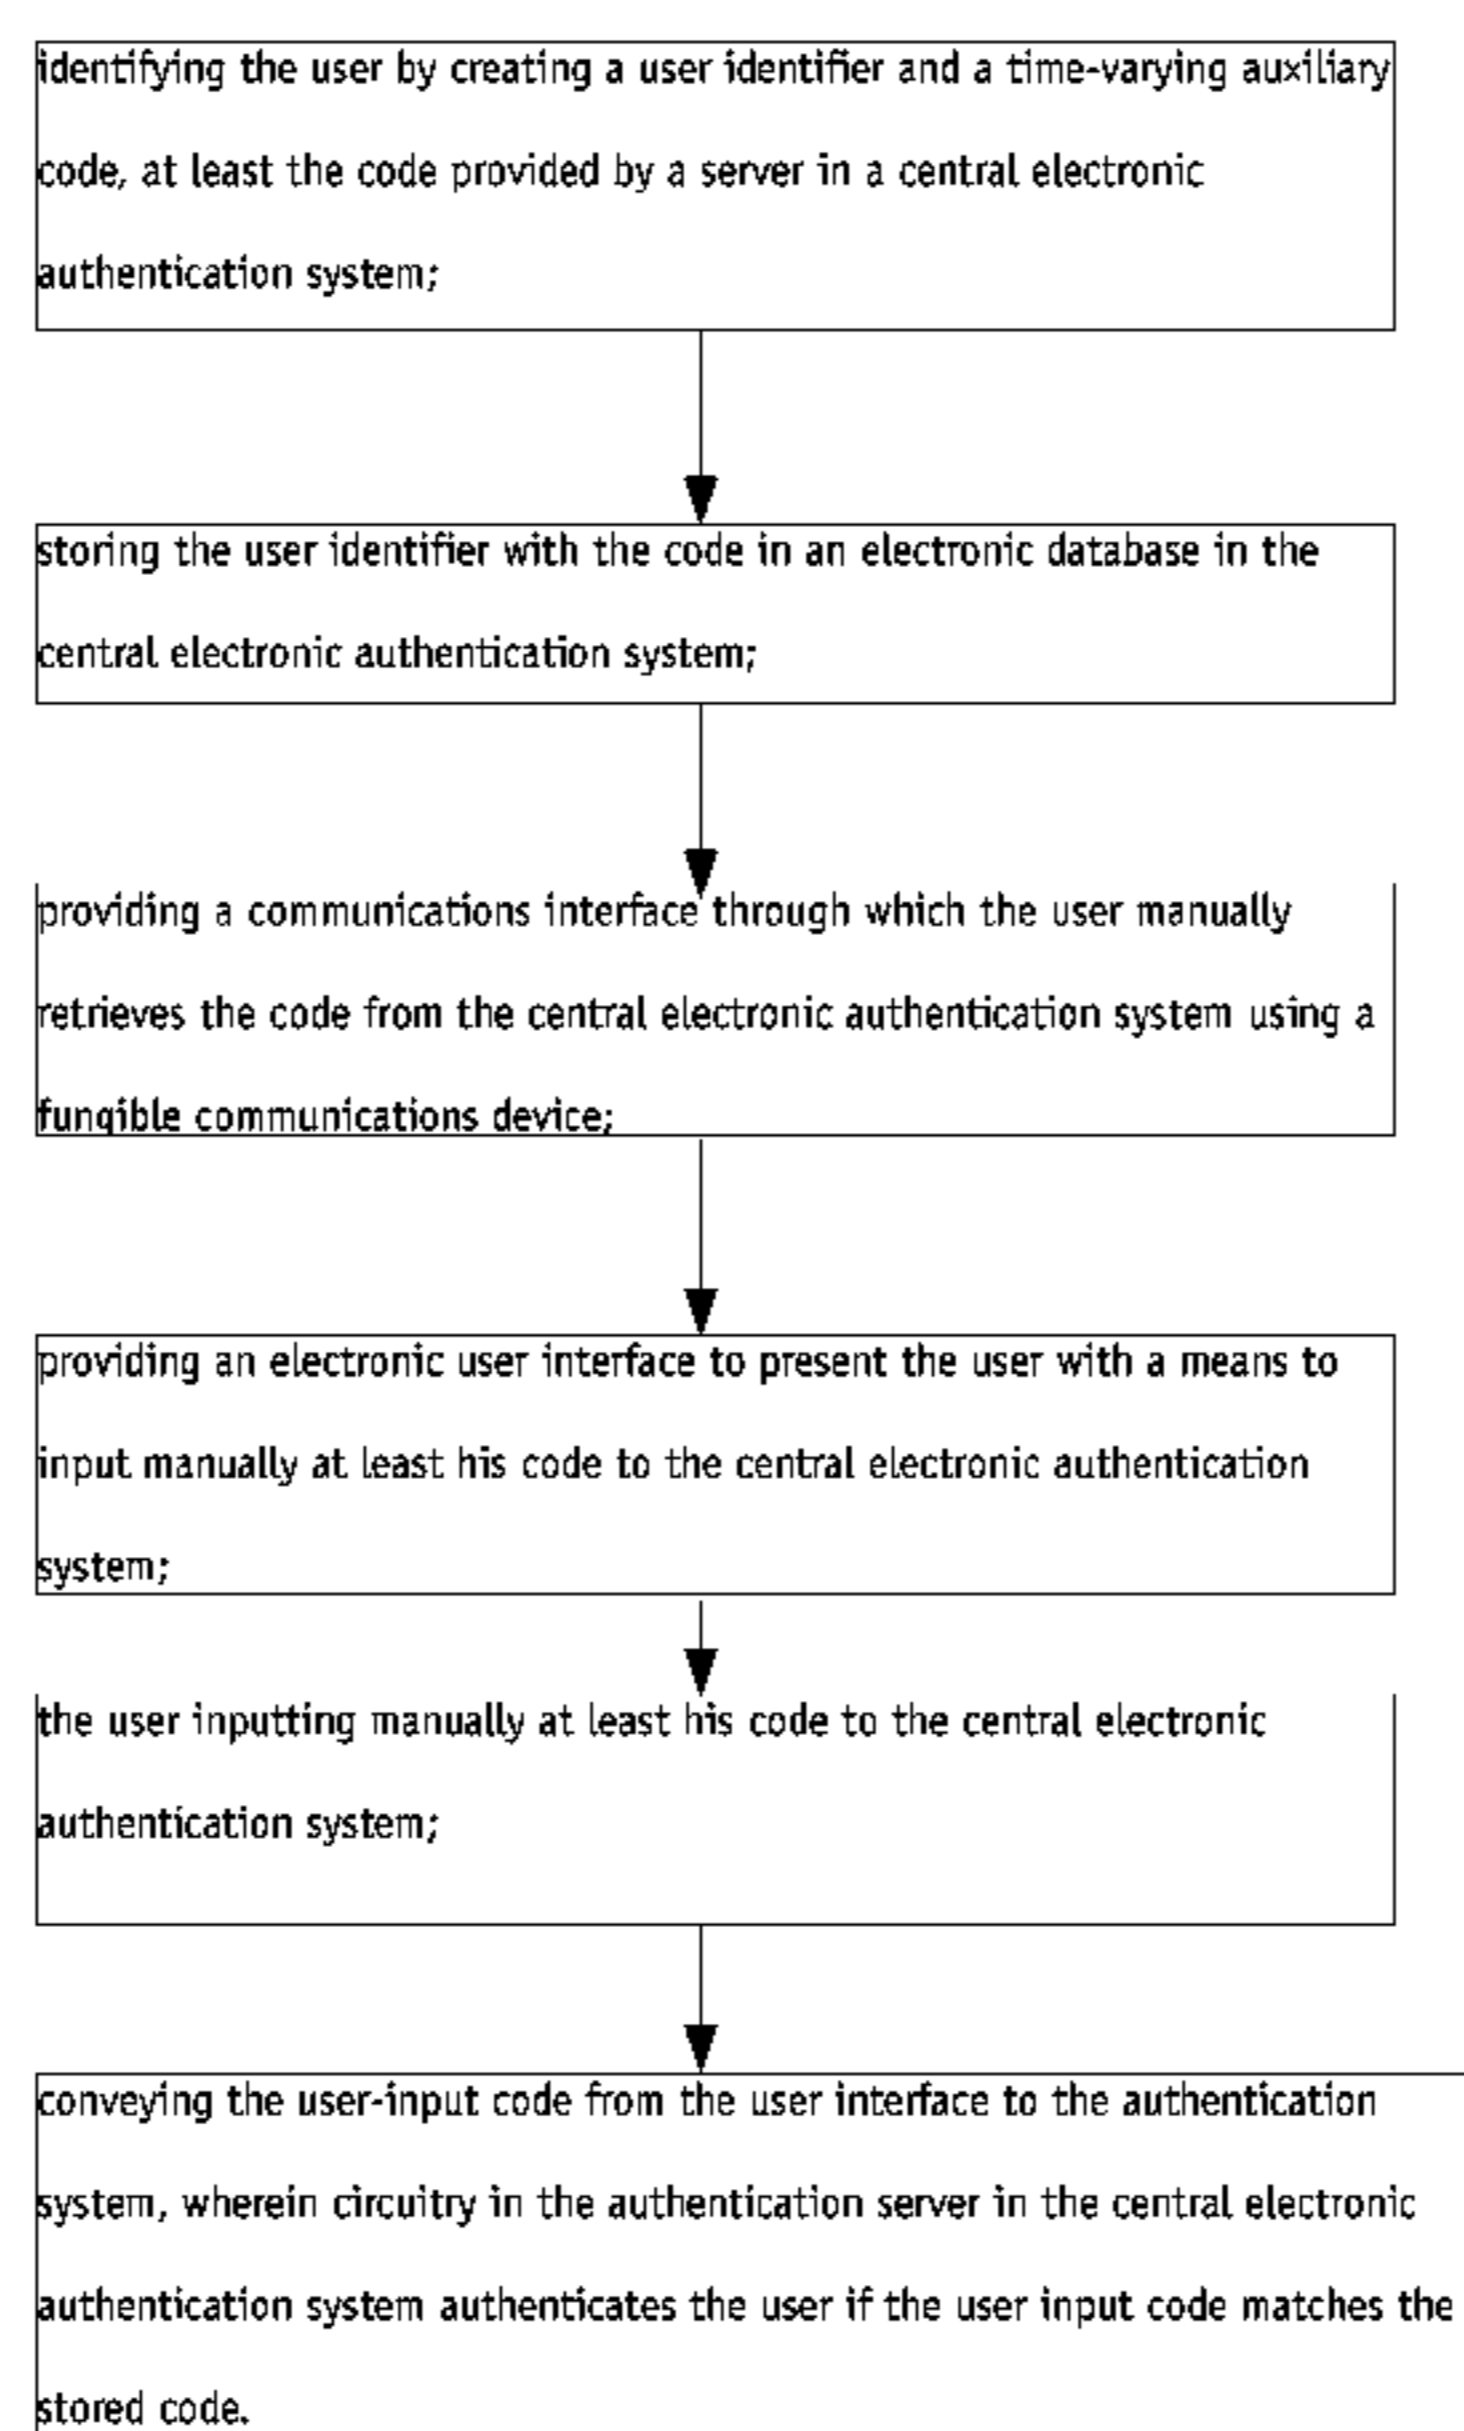 identifying the user by creating a user identifier and a time-varying auxiliary
code, at least the code provided by a server in a central electronic
authentication system;
storing the user identifier with the code in an electronic database in the
central electronic authentication system;
providing a communications interface through which the user manually
retrieves the code from the central electronic authentication system using a
fungible communications device;
providing an electronic user interface to present the user with a means to
input manually at least his code to the central electronic authentication
system;
the user inputting manually at least his code to the central electronic
authentication system;
conveying the user-input code from the user interface to the authentication
system, wherein circuitry in the authentication server in the central electronic
authentication system authenticates the user if the user input code matches the
stored code.